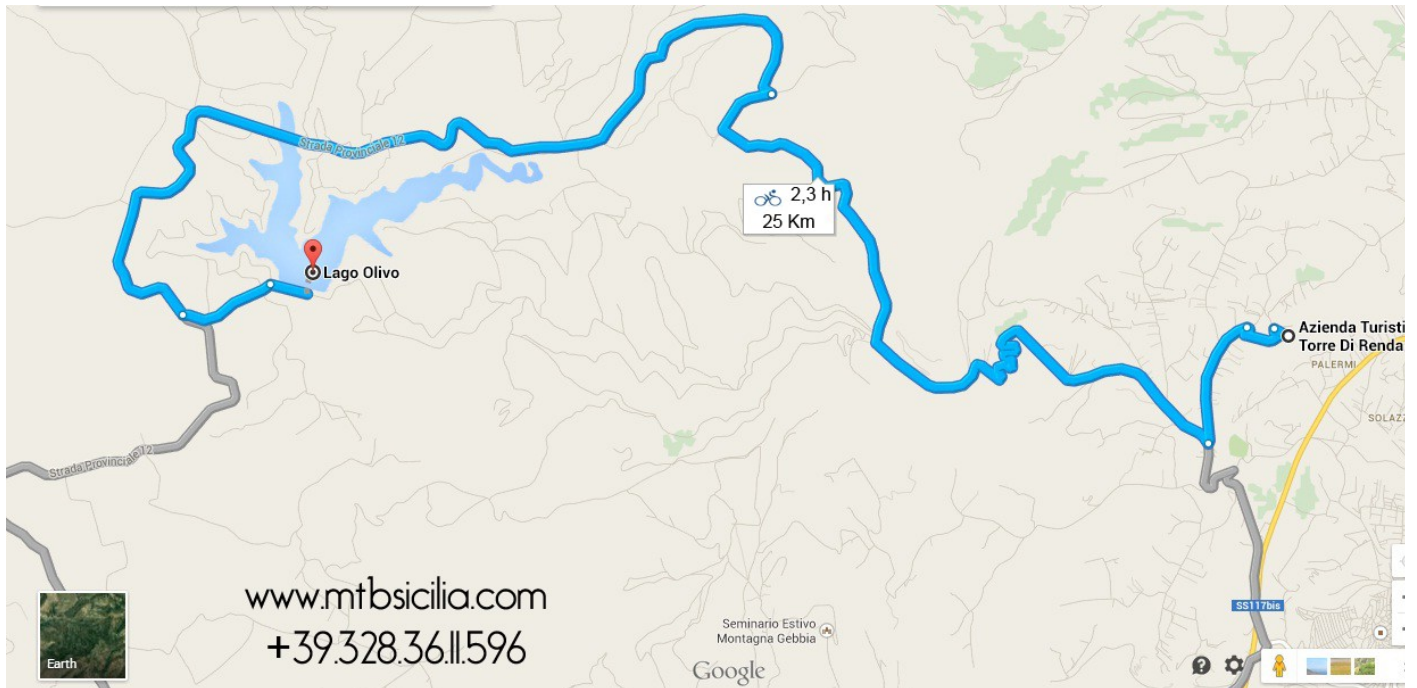 Strada Provinciale 12
2,3 h
25 Km
Lago Olivo
Azienda Turisti
Torre Di Renda
PALERMI
SOLAZZ
Strada Provinciale 12
www.mtbsicilia.com
+39.328.36.11.596
SS117bis
Seminario Estivo
Montagna Gebbia
Google
Earth